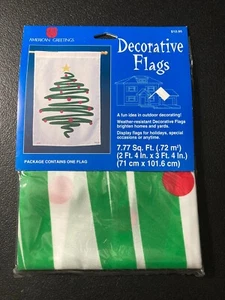 AMERICAN GREETINGS
$15.99
Decorative
Flags
A fun idea in outdoor decorating!
Weather-resistant Decorative Flags
brighten homes and yards.
Display flags for holidays, special
occasions or anytime.
7.77 Sq. Ft. (.72 m²)
(2 Ft. 4 In. x 3 Ft. 4 In.)
(71 cm x 101.6 cm)
PACKAGE CONTAINS ONE FLAG